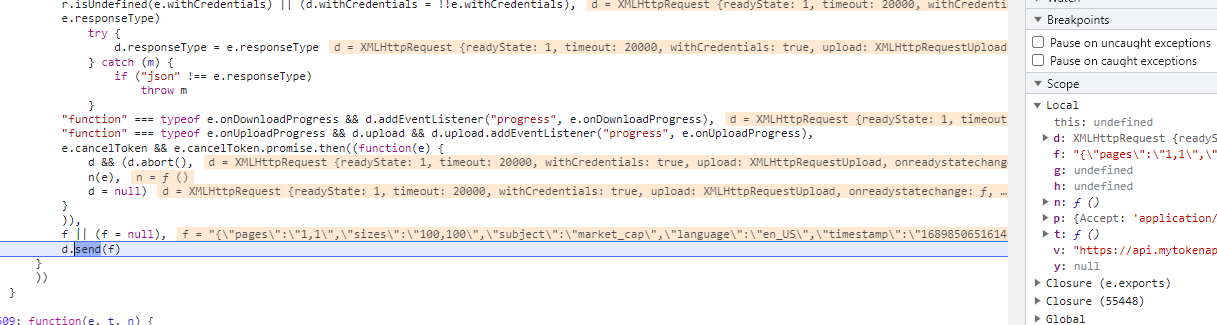 r.isUndefined(e.withCredentials) || (d.withCredentials = !!e.withCredentials), d = XMLHttpRequest {readyState: 1, timeout: 20000, withCredentia
e.responseType)
try {
d.responseType = e.responseType d = XMLHttpRequest {readyState: 1, timeout: 20000, withCredentials: true, upload: XMLHttpRequestUpload
} catch (m) {
if ("json" !== e.responseType)
throw m
}
"function" === typeof e.onDownloadProgress && d.addEventListener("progress", e.onDownloadProgress), d = XMLHttpRequest {readyState: 1, timeou
"function" === typeof e.onUploadProgress && d.upload && d.upload.addEventListener("progress", e.onUploadProgress),
e.cancelToken && e.cancelToken.promise.then((function(e) {
d && (d.abort(), d = XMLHttpRequest {readyState: 1, timeout: 20000, withCredentials: true, upload: XMLHttpRequestUpload, onreadystatechang
n(e), n = ƒ ()
d = null) d = XMLHttpRequest {readyState: 1, timeout: 20000, withCredentials: true, upload: XMLHttpRequestUpload, onreadystatechange: ƒ, …
}
)),
f || (f = null), f = "{\"pages\":\"1,1\",\"sizes\":\"100,100\",\"subject\":\"market_cap\",\"language\":\"en_US\",\"timestamp\":\"1689850651614
d.send(f)
}
))
}
509: function(e, t, n) {
Breakpoints
Pause on uncaught exceptions
Pause on caught exceptions
Scope
Local
this: undefined
d: XMLHttpRequest {readyS
f: "{\"pages\":\"1,1\",\"
g: undefined
h: undefined
n: ƒ ()
p: {Accept: 'application/
t: ƒ ()
v: "https://api.mytokenap
y: null
Closure (e.exports)
Closure (55448)
Global